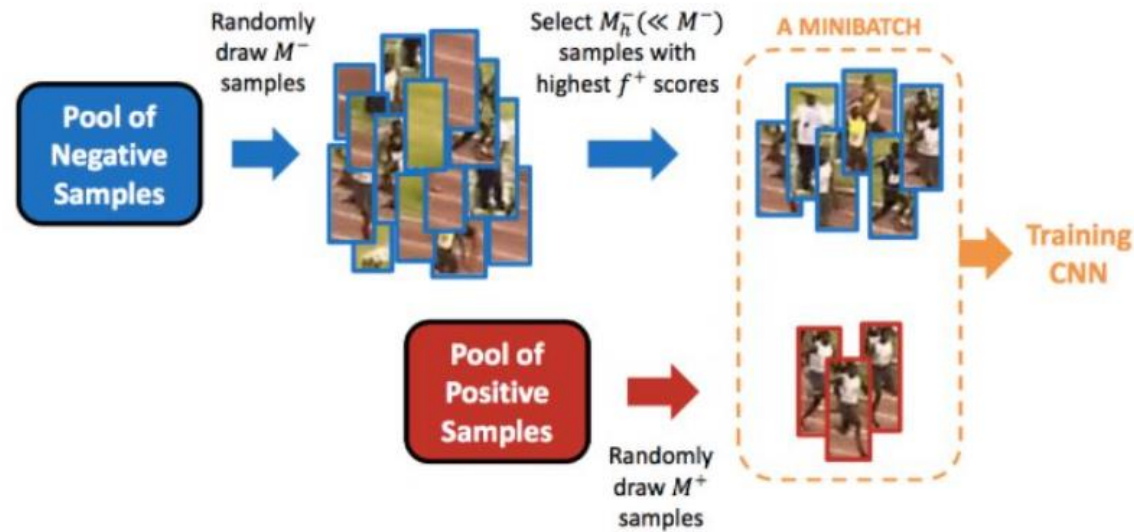 Randomly
draw M⁻
samples
Select Mₕ⁻(≪ M⁻)
samples with
highest f⁺ scores
A MINIBATCH
Pool of
Negative
Samples
Training
CNN
Pool of
Positive
Samples
Randomly
draw M⁺
samples